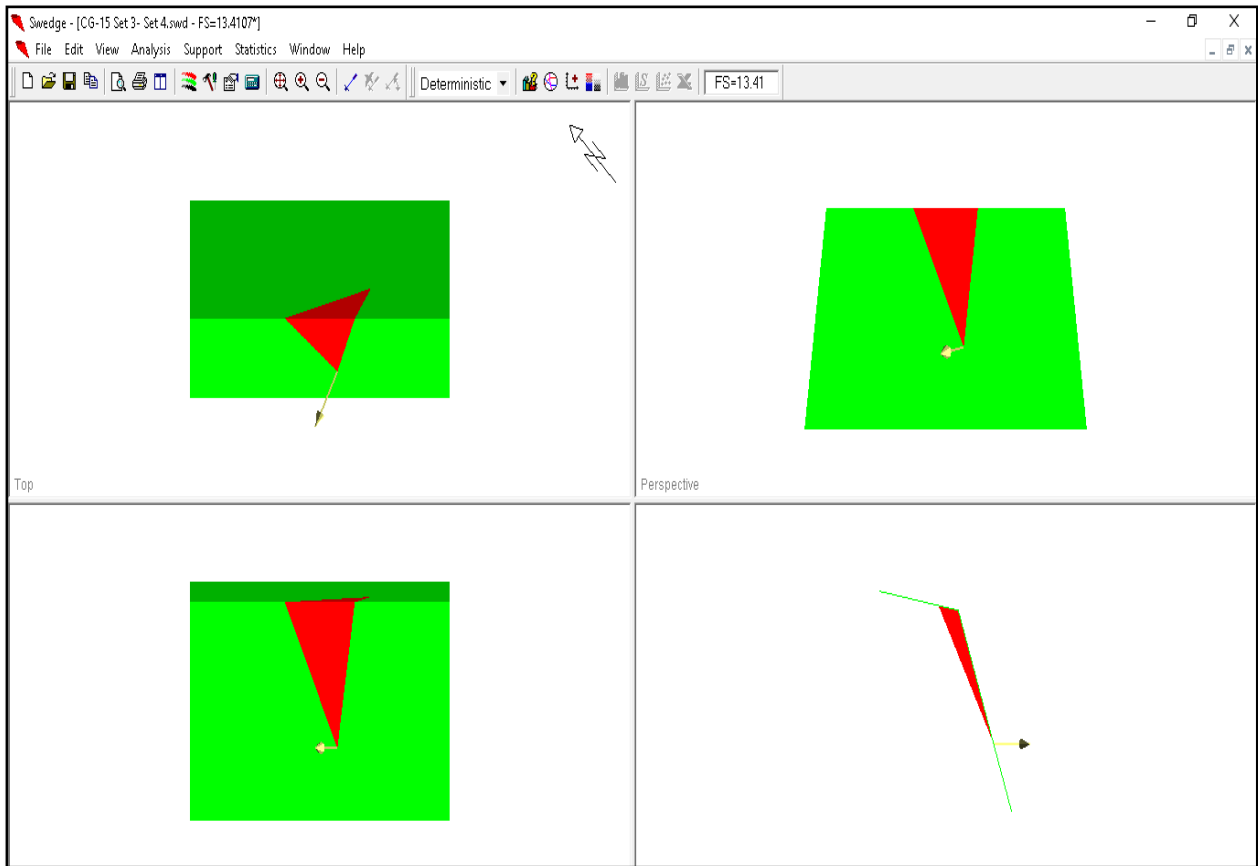 Swedge - [CG-15 Set 3- Set 4.swd - FS=13.4107*]
File Edit View Analysis Support Statistics Window Help
Deterministic FS=13.41
N
Top
Perspective